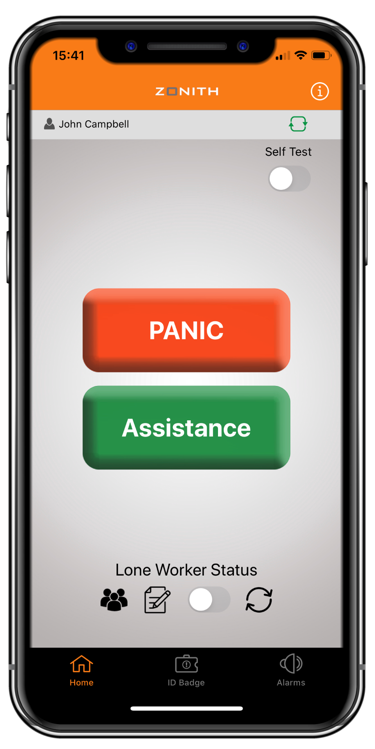 15:41
ZONITH
John Campbell
Self Test
PANIC
Assistance
Lone Worker Status
Home
ID Badge
Alarms